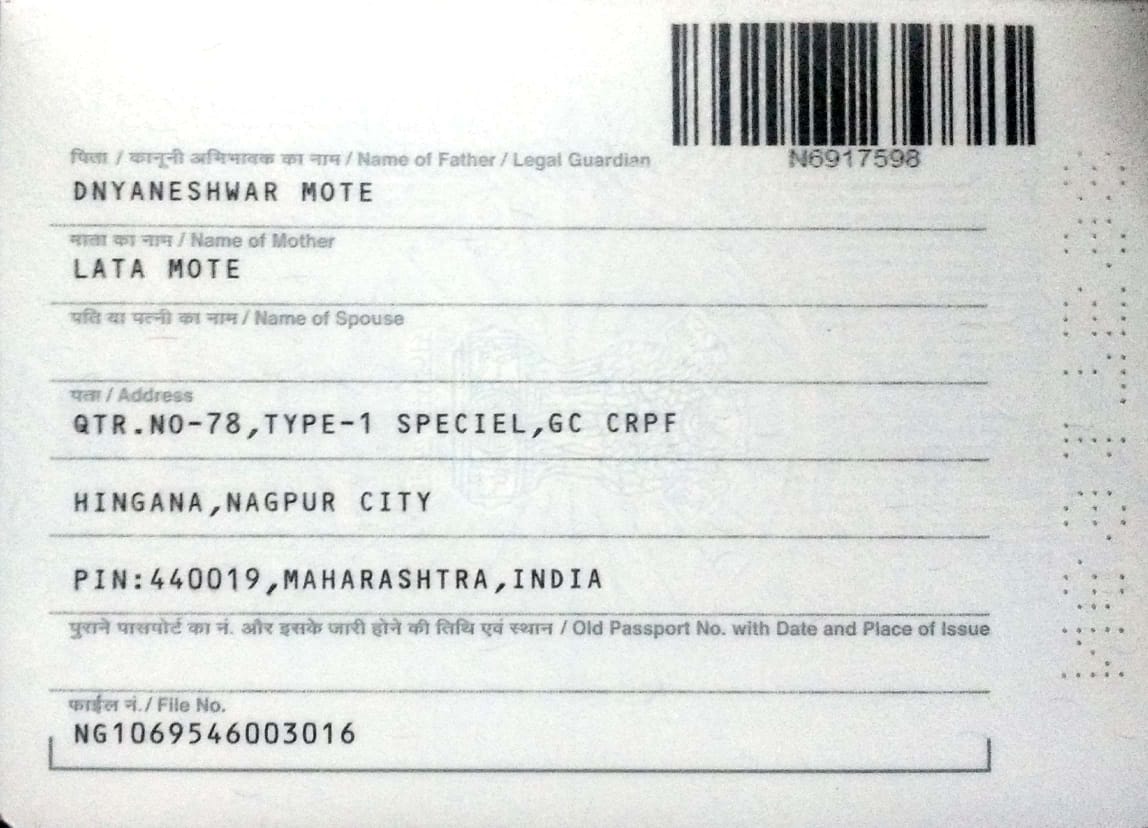 N6917598
पिता / कानूनी अभिभावक का नाम / Name of Father / Legal Guardian
DNYANESHWAR MOTE
माता का नाम / Name of Mother
LATA MOTE
पति या पत्नी का नाम / Name of Spouse
पता / Address
QTR.NO-78,TYPE-1 SPECIEL,GC CRPF
HINGANA,NAGPUR CITY
PIN:440019,MAHARASHTRA,INDIA
पुराने पासपोर्ट का नं. और इसके जारी होने की तिथि एवं स्थान / Old Passport No. with Date and Place of Issue
फाईल नं./ File No.
NG1069546003016